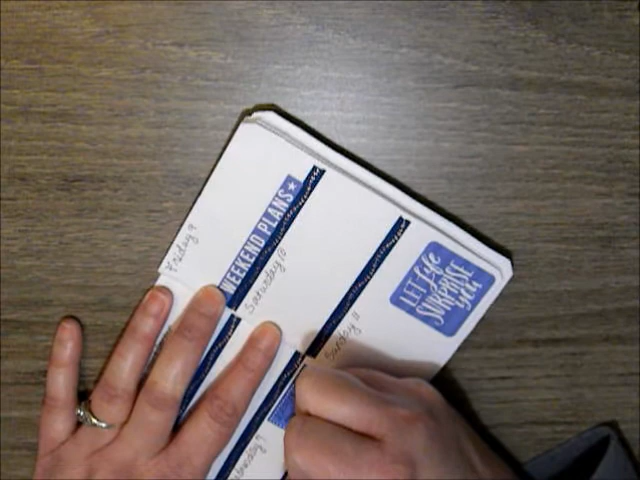 Friday 9
WEEKEND PLANS
Saturday 10
Sunday 11
LET life
SURPRISE
you